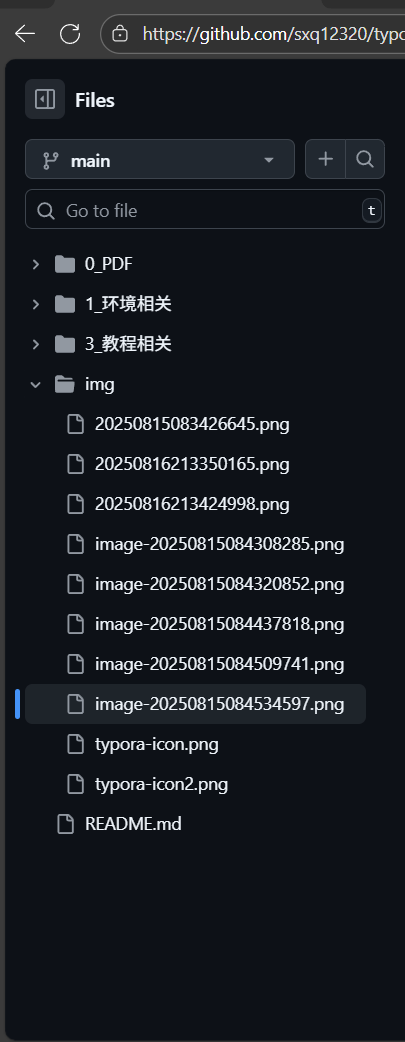 https://github.com/sxq12320/typo
Files
main
Go to file
t
0_PDF
1_环境相关
3_教程相关
img
20250815083426645.png
20250816213350165.png
20250816213424998.png
image-20250815084308285.png
image-20250815084320852.png
image-20250815084437818.png
image-20250815084509741.png
image-20250815084534597.png
typora-icon.png
typora-icon2.png
README.md